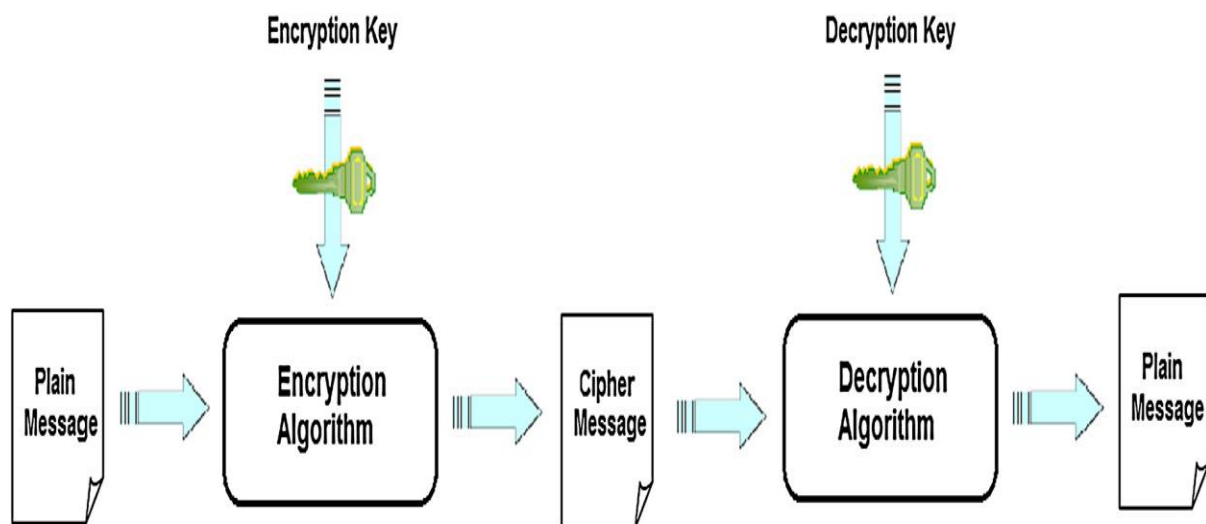 Encryption Key
Decryption Key
Plain
Message
Encryption
Algorithm
Cipher
Message
Decryption
Algorithm
Plain
Message